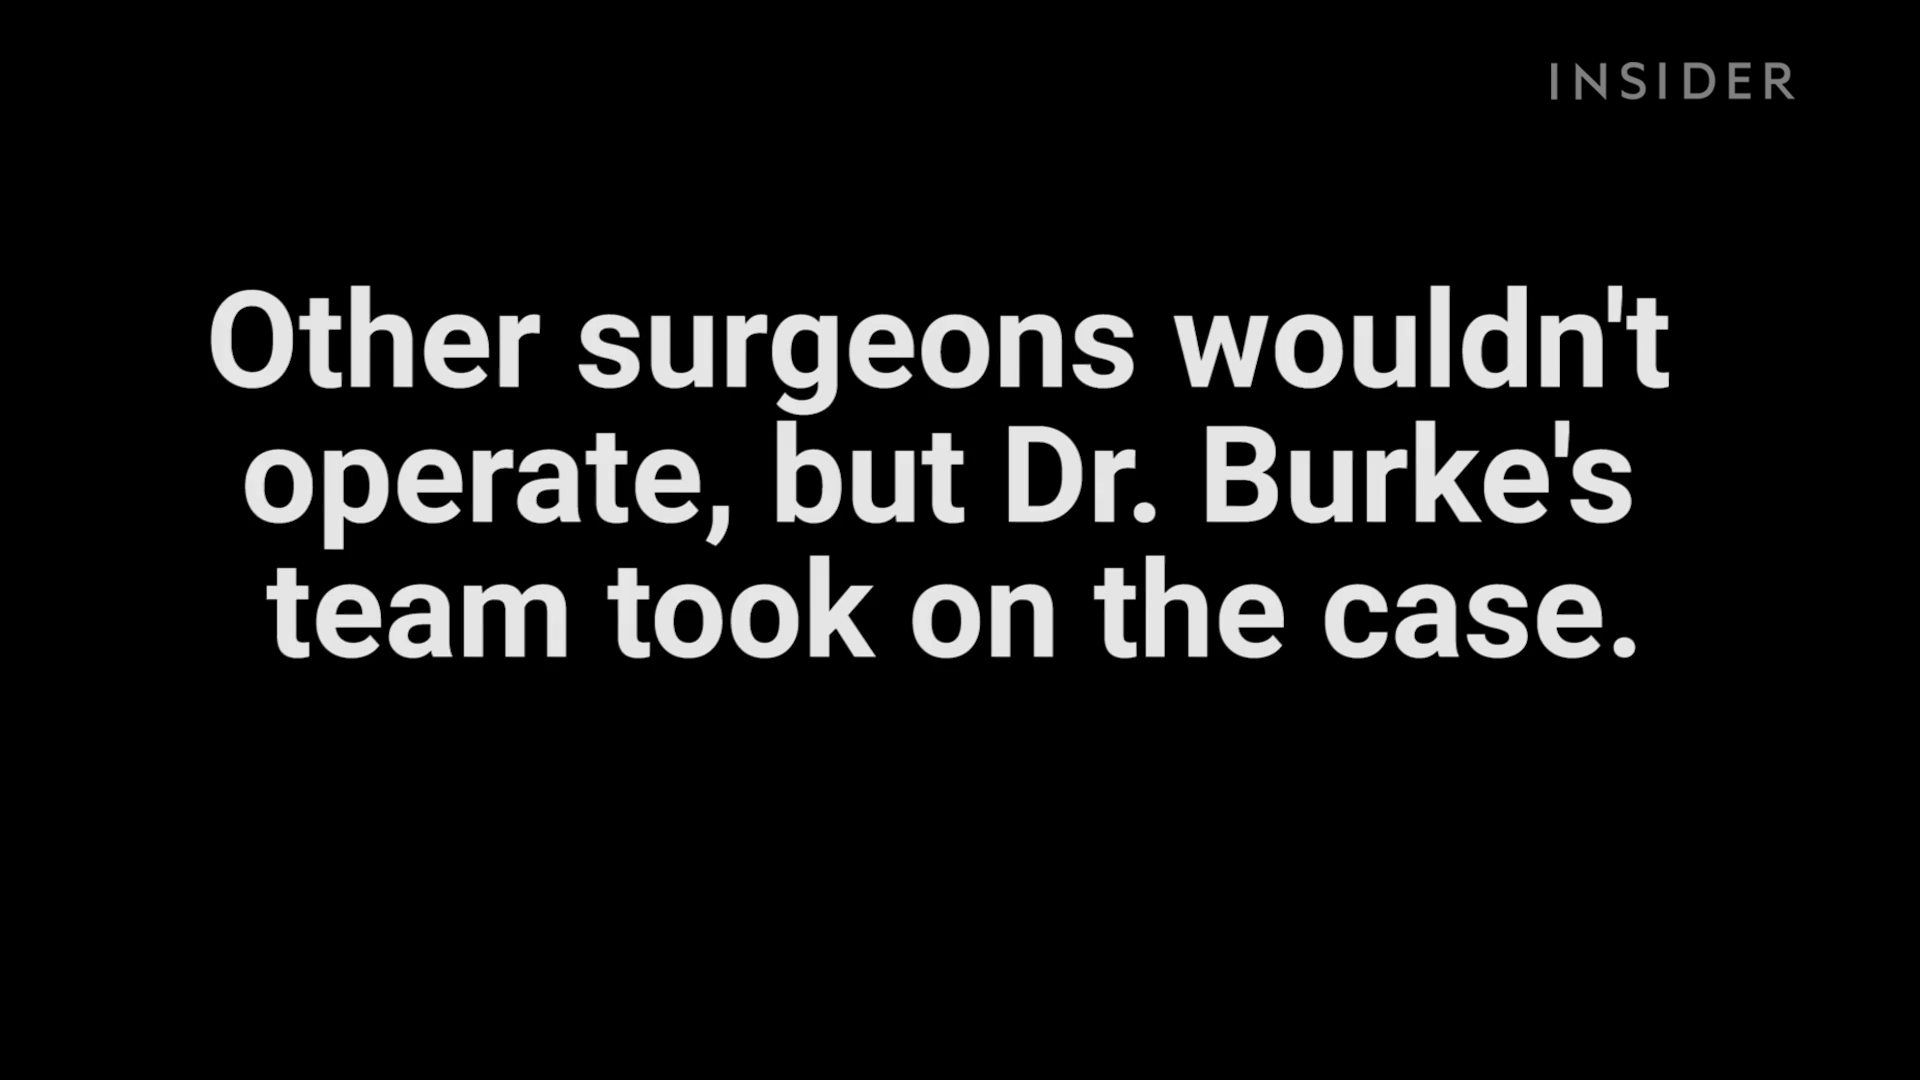 INSIDER
Other surgeons wouldn't
operate, but Dr. Burke's
team took on the case.